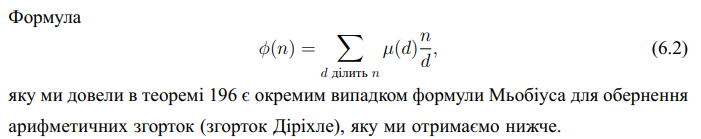 Формула
ϕ(n) = ∑_{d ділить n} μ(d) n/d, (6.2)
яку ми довели в теоремі 196 є окремим випадком формули Мьобіуса для обернення
арифметичних згорток (згорток Діріхле), яку ми отримаємо нижче.